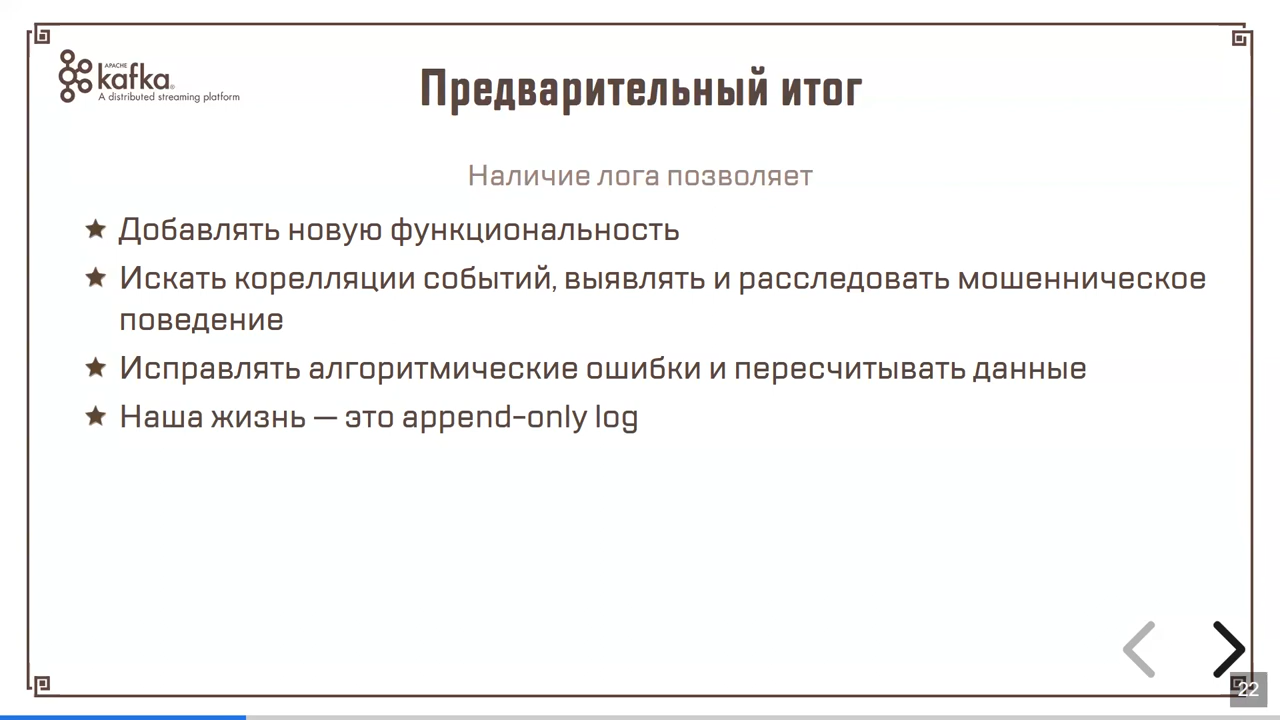 APACHE
kafka®
A distributed streaming platform
Предварительный итог
Наличие лога позволяет
★ Добавлять новую функциональность
★ Искать корелляции событий, выявлять и расследовать мошенническое
поведение
★ Исправлять алгоритмические ошибки и пересчитывать данные
★ Наша жизнь — это append-only log
22